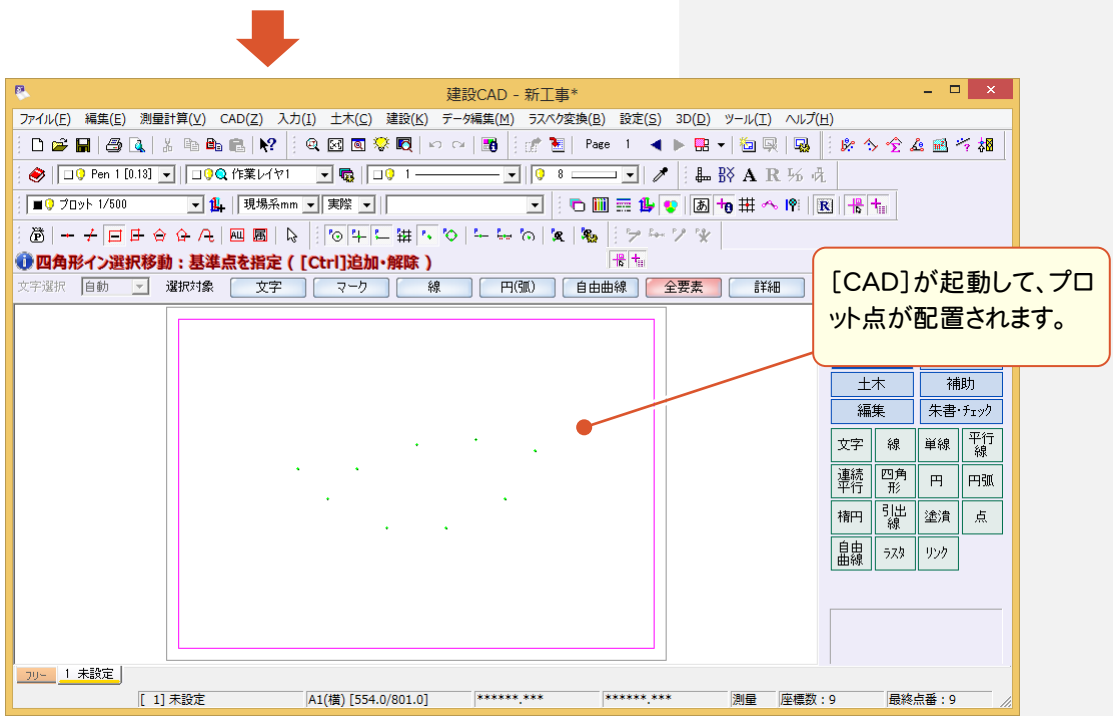 建設CAD - 新工事*
ファイル(F) 編集(E) 測量計算(V) CAD(Z) 入力(I) 土木(C) 建設(K) データ編集(M) ラスベク変換(B) 設定(S) 3D(D) ツール(T) ヘルプ(H)
Page 1
Pen 1 [0.13] 作業レイヤ1 1 8 A R
プロット 1/500 現場系mm 実際 あ R
ALL
四角形イン選択移動：基準点を指定 ( [Ctrl]追加・解除 )
文字選択 自動 選択対象 文字 マーク 線 円(弧) 自由曲線 全要素 詳細
[CAD]が起動して、プロ
ット点が配置されます。
土木 補助
編集 朱書・チェック
文字 線 単線 平行線
連続平行 四角形 円 円弧
楕円 引出線 塗潰 点
自由曲線 ラスタ リンク
フリー 1 未設定
[ 1] 未設定 A1(横) [554.0/801.0] ******.*** ******.*** 測量 座標数：9 最終点番：9